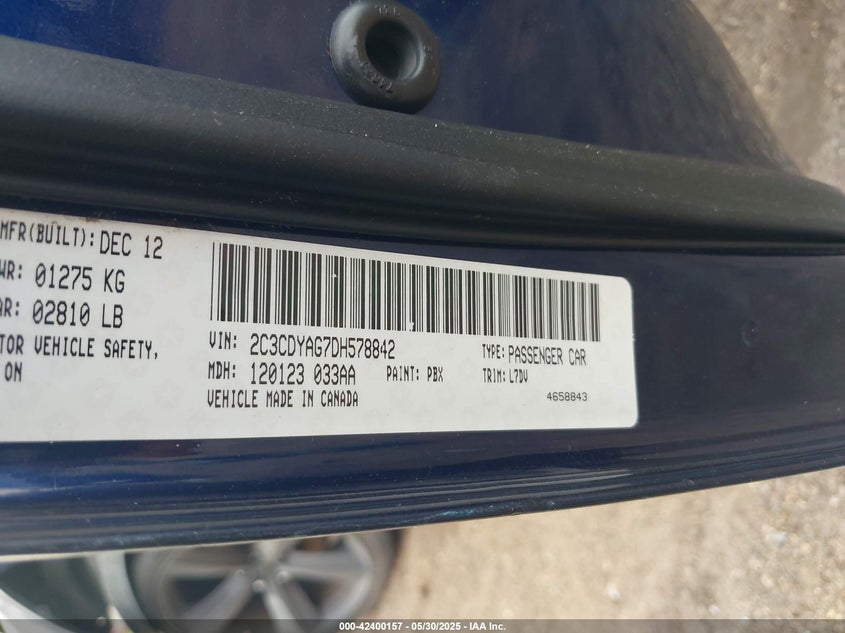 MFR(BUILT): DEC 12
WR: 01275 KG
AR: 02810 LB
TOR VEHICLE SAFETY,
ON
VIN: 2C3CDYAG7DH578842
TYPE: PASSENGER CAR
MDH: 120123 033AA
PAINT: PBX
TRIM: L7DV
VEHICLE MADE IN CANADA
4658843
000-42400157 - 05/30/2025 - IAA Inc.